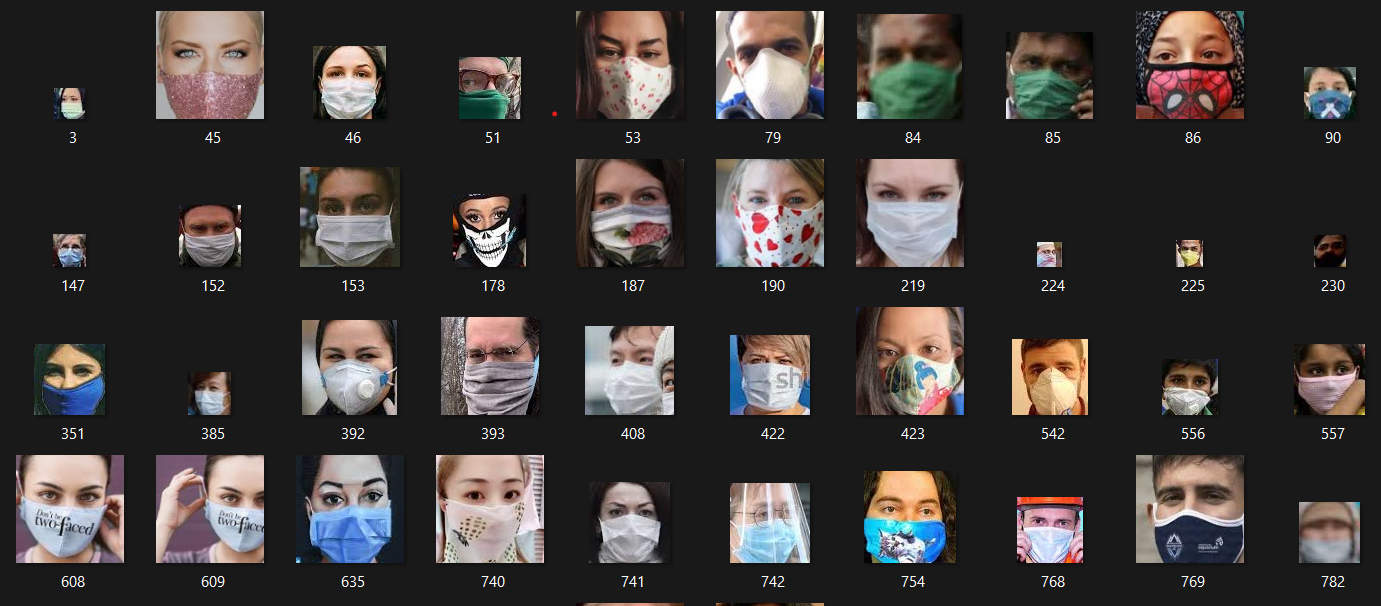 3 45 46 51 53 79 84 85 86 90
147 152 153 178 187 190 219 224 225 230
sh
351 385 392 393 408 422 423 542 556 557
Don't be
two-faced
Don't be
two-faced
608 609 635 740 741 742 754 768 769 782